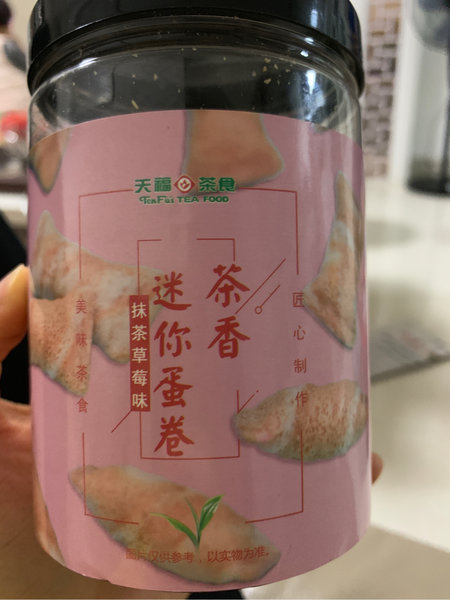 天福 茶食
TenFu's TEA FOOD
茶香
迷你蛋卷
抹茶草莓味
匠心制作
美味茶食
图片仅供参考，以实物为准。